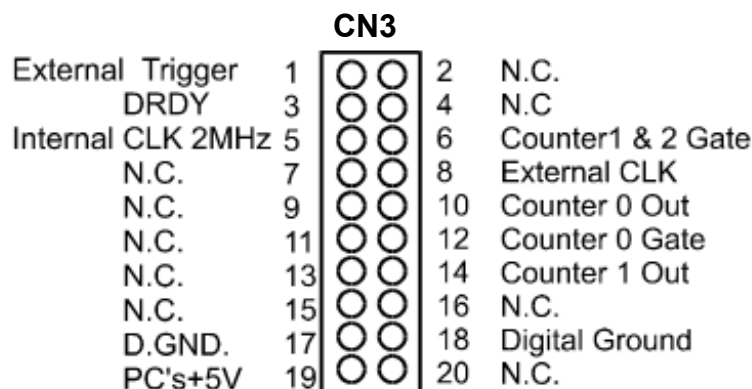 CN3
External Trigger 1 2 N.C.
DRDY 3 4 N.C
Internal CLK 2MHz 5 6 Counter1 & 2 Gate
N.C. 7 8 External CLK
N.C. 9 10 Counter 0 Out
N.C. 11 12 Counter 0 Gate
N.C. 13 14 Counter 1 Out
N.C. 15 16 N.C.
D.GND. 17 18 Digital Ground
PC's+5V 19 20 N.C.